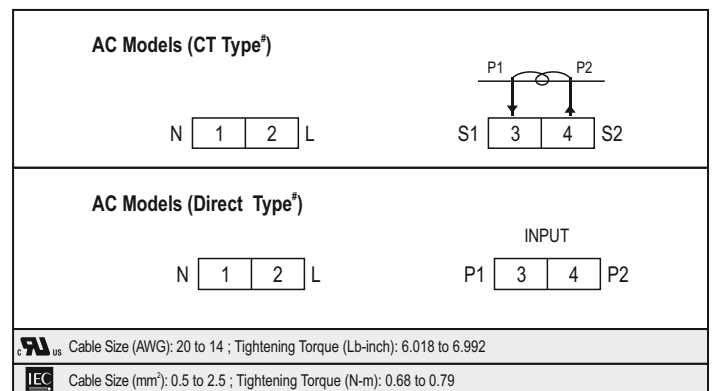 AC Models (CT Type#)
P1 P2
N 1 2 L S1 3 4 S2
AC Models (Direct Type#)
INPUT
N 1 2 L P1 3 4 P2
c RU us Cable Size (AWG): 20 to 14 ; Tightening Torque (Lb-inch): 6.018 to 6.992
IEC Cable Size (mm²): 0.5 to 2.5 ; Tightening Torque (N-m): 0.68 to 0.79